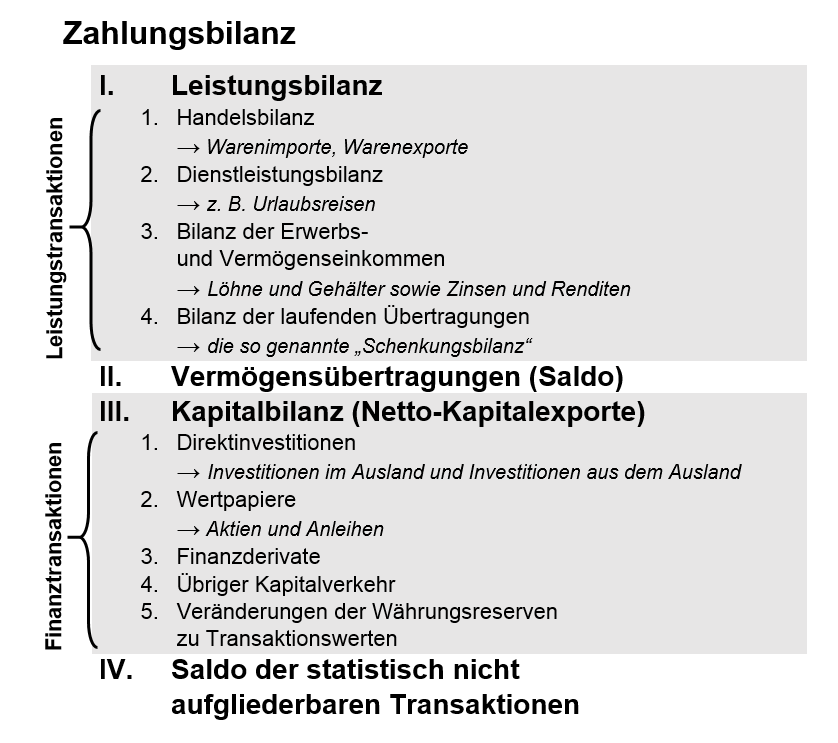 Zahlungsbilanz
I. Leistungsbilanz
Leistungstransaktionen
1. Handelsbilanz
→ Warenimporte, Warenexporte
2. Dienstleistungsbilanz
→ z. B. Urlaubsreisen
3. Bilanz der Erwerbs-
und Vermögenseinkommen
→ Löhne und Gehälter sowie Zinsen und Renditen
4. Bilanz der laufenden Übertragungen
→ die so genannte „Schenkungsbilanz“
II. Vermögensübertragungen (Saldo)
III. Kapitalbilanz (Netto-Kapitalexporte)
Finanztransaktionen
1. Direktinvestitionen
→ Investitionen im Ausland und Investitionen aus dem Ausland
2. Wertpapiere
→ Aktien und Anleihen
3. Finanzderivate
4. Übriger Kapitalverkehr
5. Veränderungen der Währungsreserven
zu Transaktionswerten
IV. Saldo der statistisch nicht
aufgliederbaren Transaktionen